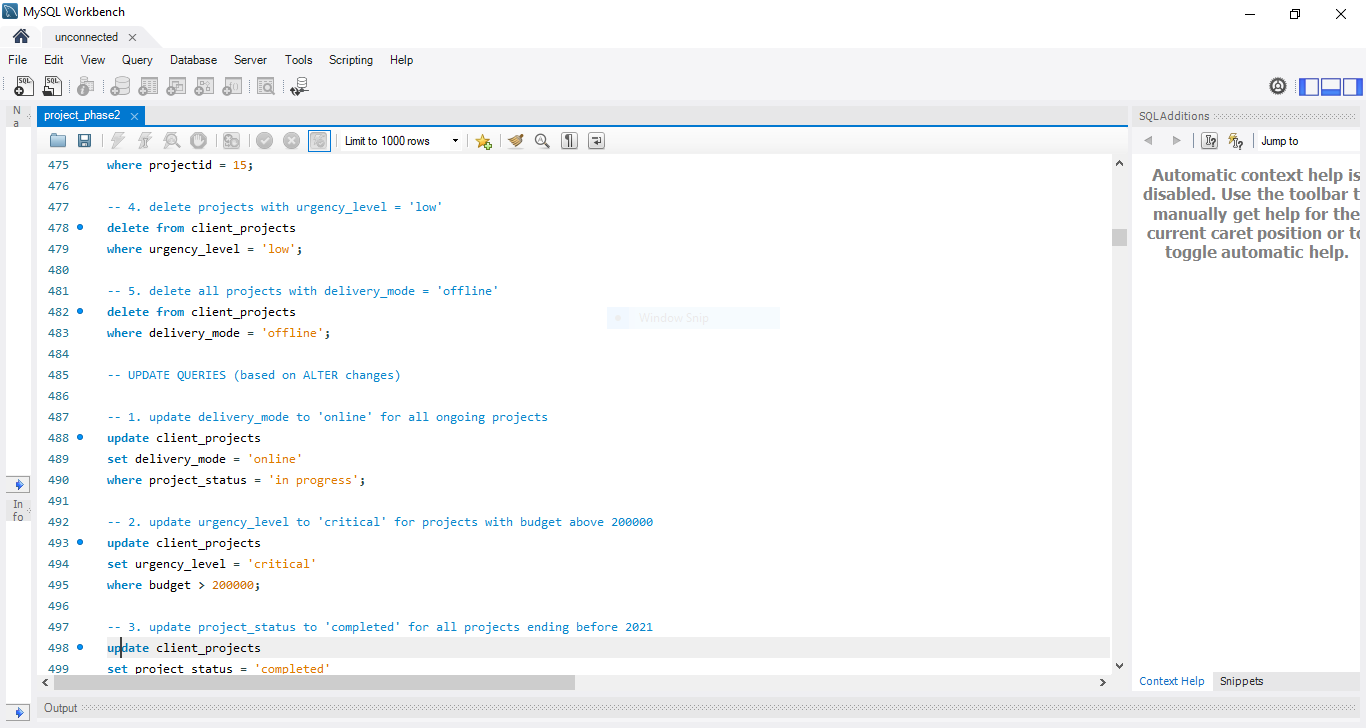 MySQL Workbench
unconnected
File Edit View Query Database Server Tools Scripting Help
N
a
project_phase2
SQLAdditions
Limit to 1000 rows
Jump to
475 where projectid = 15;
476
477 -- 4. delete projects with urgency_level = 'low'
478 delete from client_projects
479 where urgency_level = 'low';
480
481 -- 5. delete all projects with delivery_mode = 'offline'
482 delete from client_projects
483 where delivery_mode = 'offline';
484
485 -- UPDATE QUERIES (based on ALTER changes)
486
487 -- 1. update delivery_mode to 'online' for all ongoing projects
488 update client_projects
489 set delivery_mode = 'online'
490 where project_status = 'in progress';
491
492 -- 2. update urgency_level to 'critical' for projects with budget above 200000
493 update client_projects
494 set urgency_level = 'critical'
495 where budget > 200000;
496
497 -- 3. update project_status to 'completed' for all projects ending before 2021
498 update client_projects
499 set project_status = 'completed'
Window Snip
Automatic context help is
disabled. Use the toolbar t
manually get help for the
current caret position or to
toggle automatic help.
In
fo
Context Help Snippets
Output